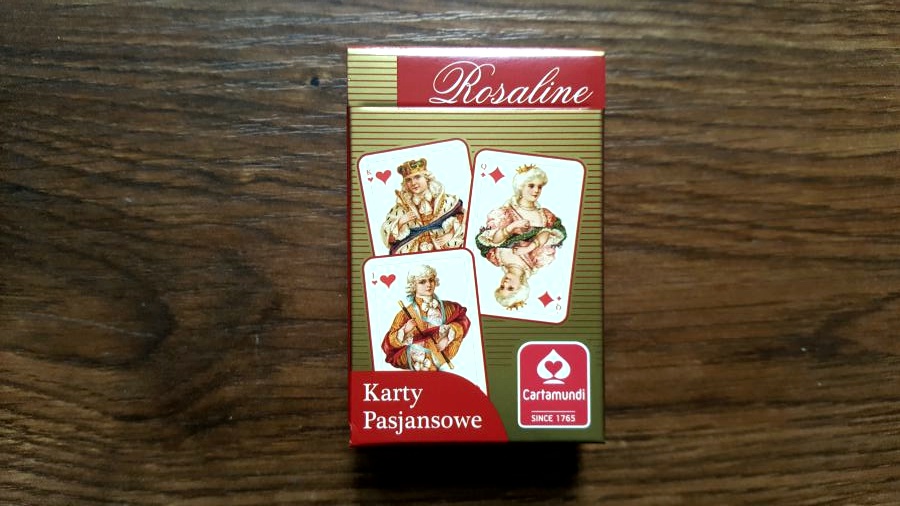 Rosaline
K
Q
J
Q
Karty
Pasjansowe
Cartamundi
SINCE 1765